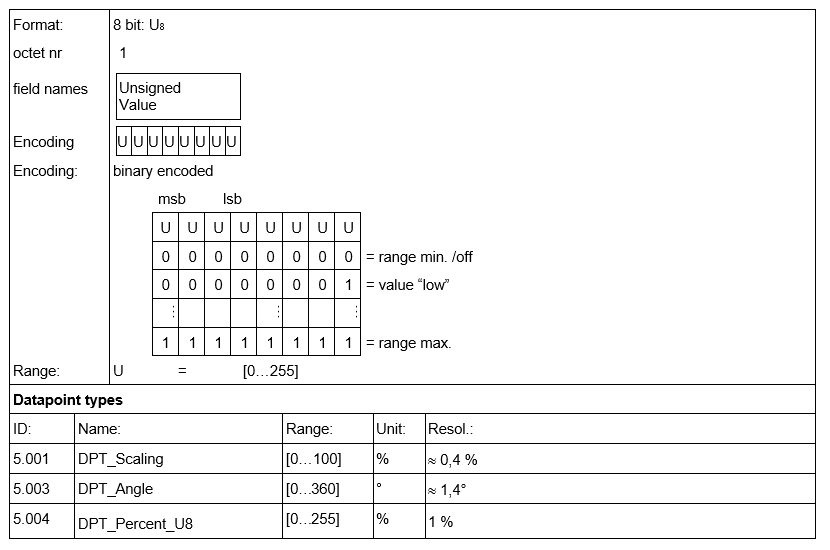 Format: 8 bit: U8
octet nr 1
field names Unsigned
Value
Encoding U U U U U U U U
Encoding: binary encoded
msb lsb
U U U U U U U U
0 0 0 0 0 0 0 0 = range min. /off
0 0 0 0 0 0 0 1 = value “low”
⋮ ⋮ ⋮
1 1 1 1 1 1 1 1 = range max.
Range: U = [0…255]
Datapoint types
ID: Name: Range: Unit: Resol.:
5.001 DPT_Scaling [0…100] % ≈ 0,4 %
5.003 DPT_Angle [0…360] ° ≈ 1,4°
5.004 DPT_Percent_U8 [0…255] % 1 %